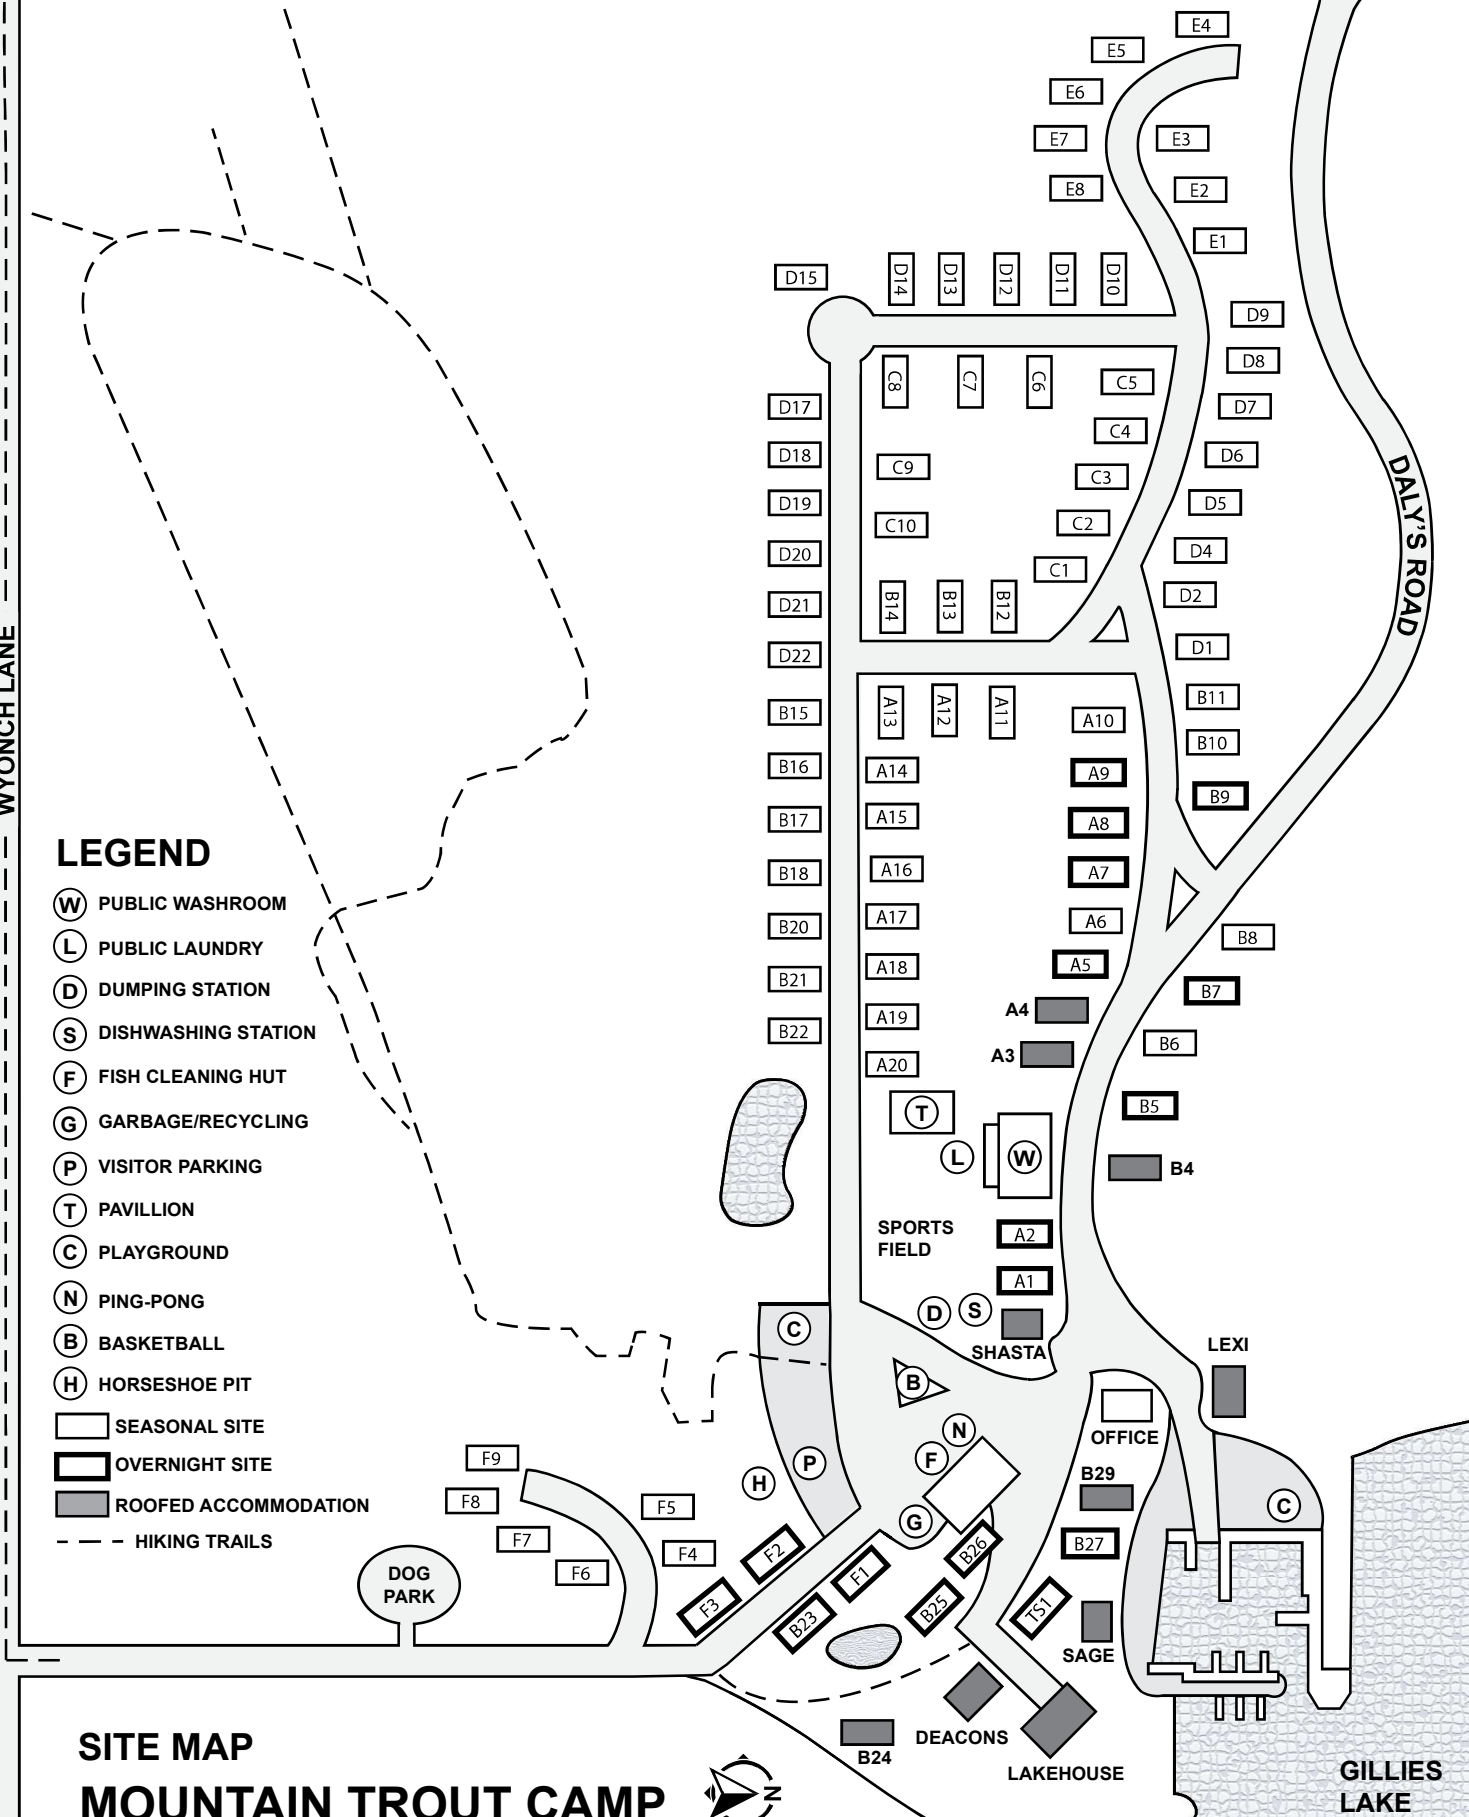 E4
E5
E6
E7
E3
E8
E2
E1
D15
D14
D13
D12
D11
D10
D9
D8
C8
C7
C6
C5
D17
D7
C4
D18
D6
C9
C3
D19
D5
C10
C2
D20
D4
C1
D2
D21
B14
B13
B12
D22
D1
DALY'S ROAD
WYONCH LANE
B11
B15
A13
A12
A11
A10
B10
B16
A14
A9
B9
B17
A15
A8
B18
A16
A7
B20
A17
A6
B8
A5
B21
A18
B7
A4
B22
A19
B6
A3
A20
B5
T
L
W
B4
SPORTS
FIELD
A2
A1
D
S
SHASTA
C
LEXI
B
OFFICE
N
F
P
H
G
B29
C
B27
B26
F9
F8
F7
F6
F5
F4
F2
F3
F1
B23
B25
TS1
SAGE
DOG
PARK
DEACONS
B24
LAKEHOUSE
GILLIES
LAKE
LEGEND
W PUBLIC WASHROOM
L PUBLIC LAUNDRY
D DUMPING STATION
S DISHWASHING STATION
F FISH CLEANING HUT
G GARBAGE/RECYCLING
P VISITOR PARKING
T PAVILLION
C PLAYGROUND
N PING-PONG
B BASKETBALL
H HORSESHOE PIT
SEASONAL SITE
OVERNIGHT SITE
ROOFED ACCOMMODATION
HIKING TRAILS
SITE MAP
MOUNTAIN TROUT CAMP
N